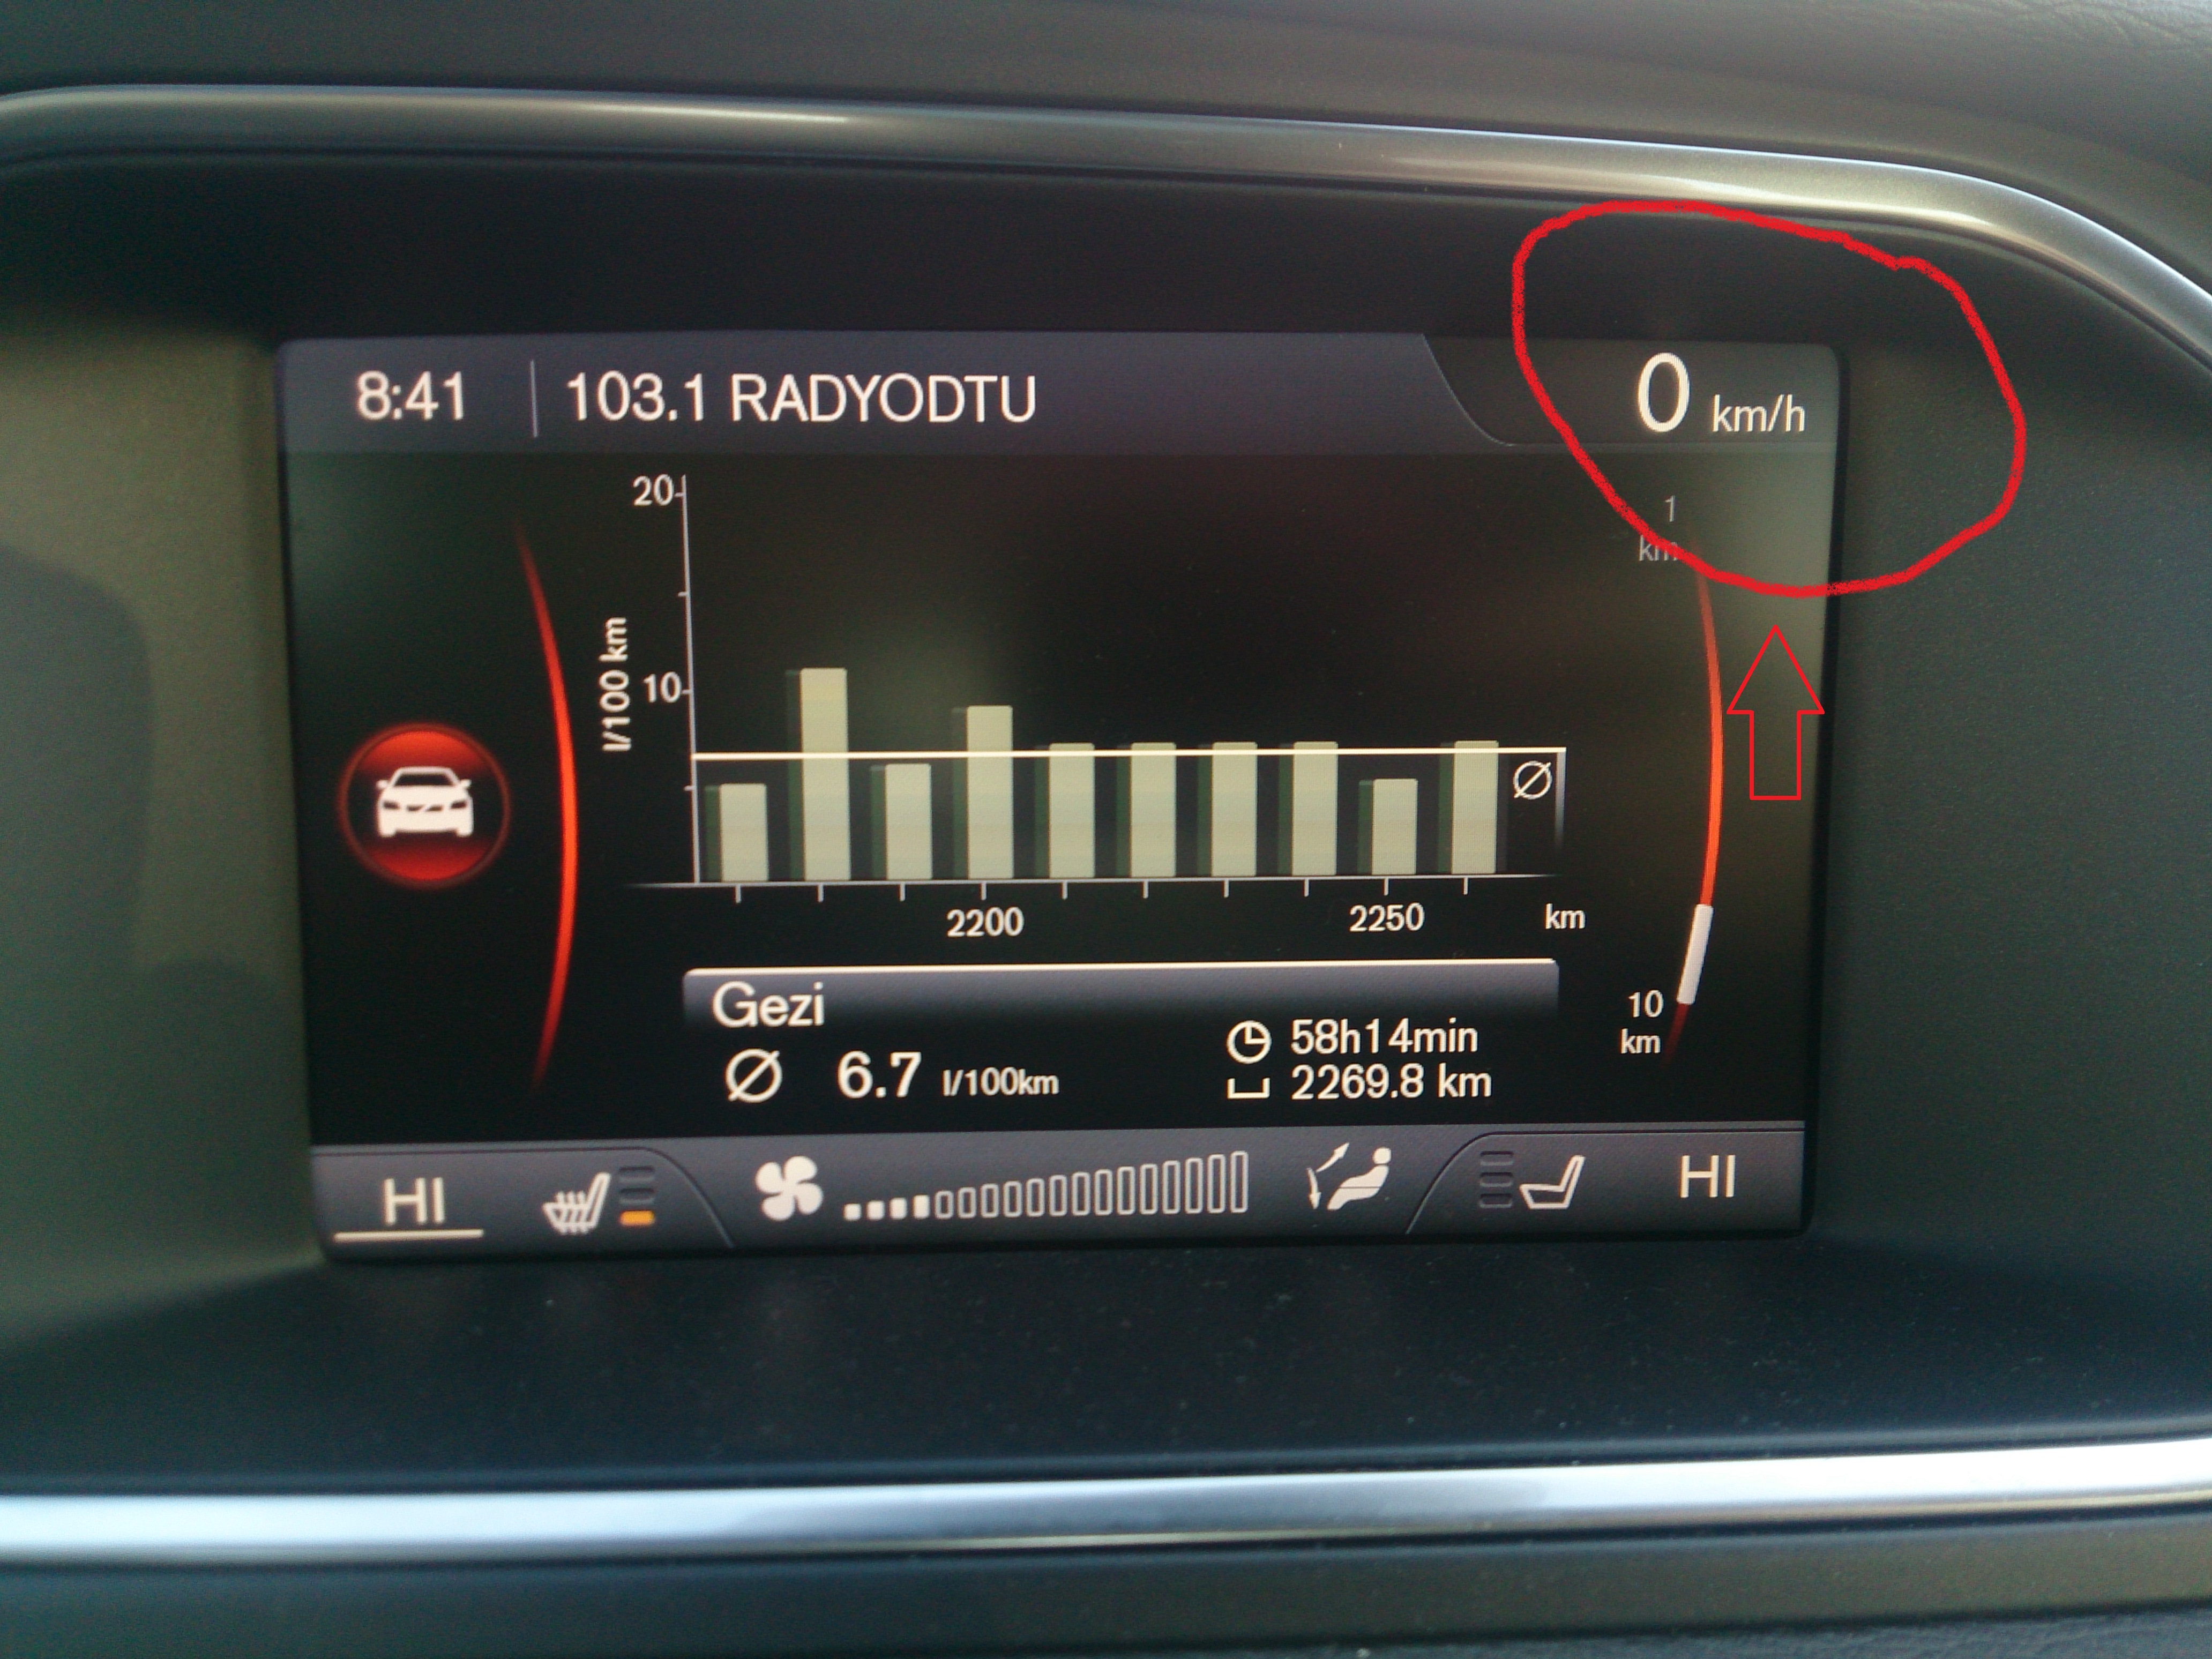 8:41 103.1 RADYODTU 0 km/h
20
1
km
l/100 km
10
2200 2250 km
10
km
Gezi
Ø 6.7 l/100km
58h14min
2269.8 km
HI HI